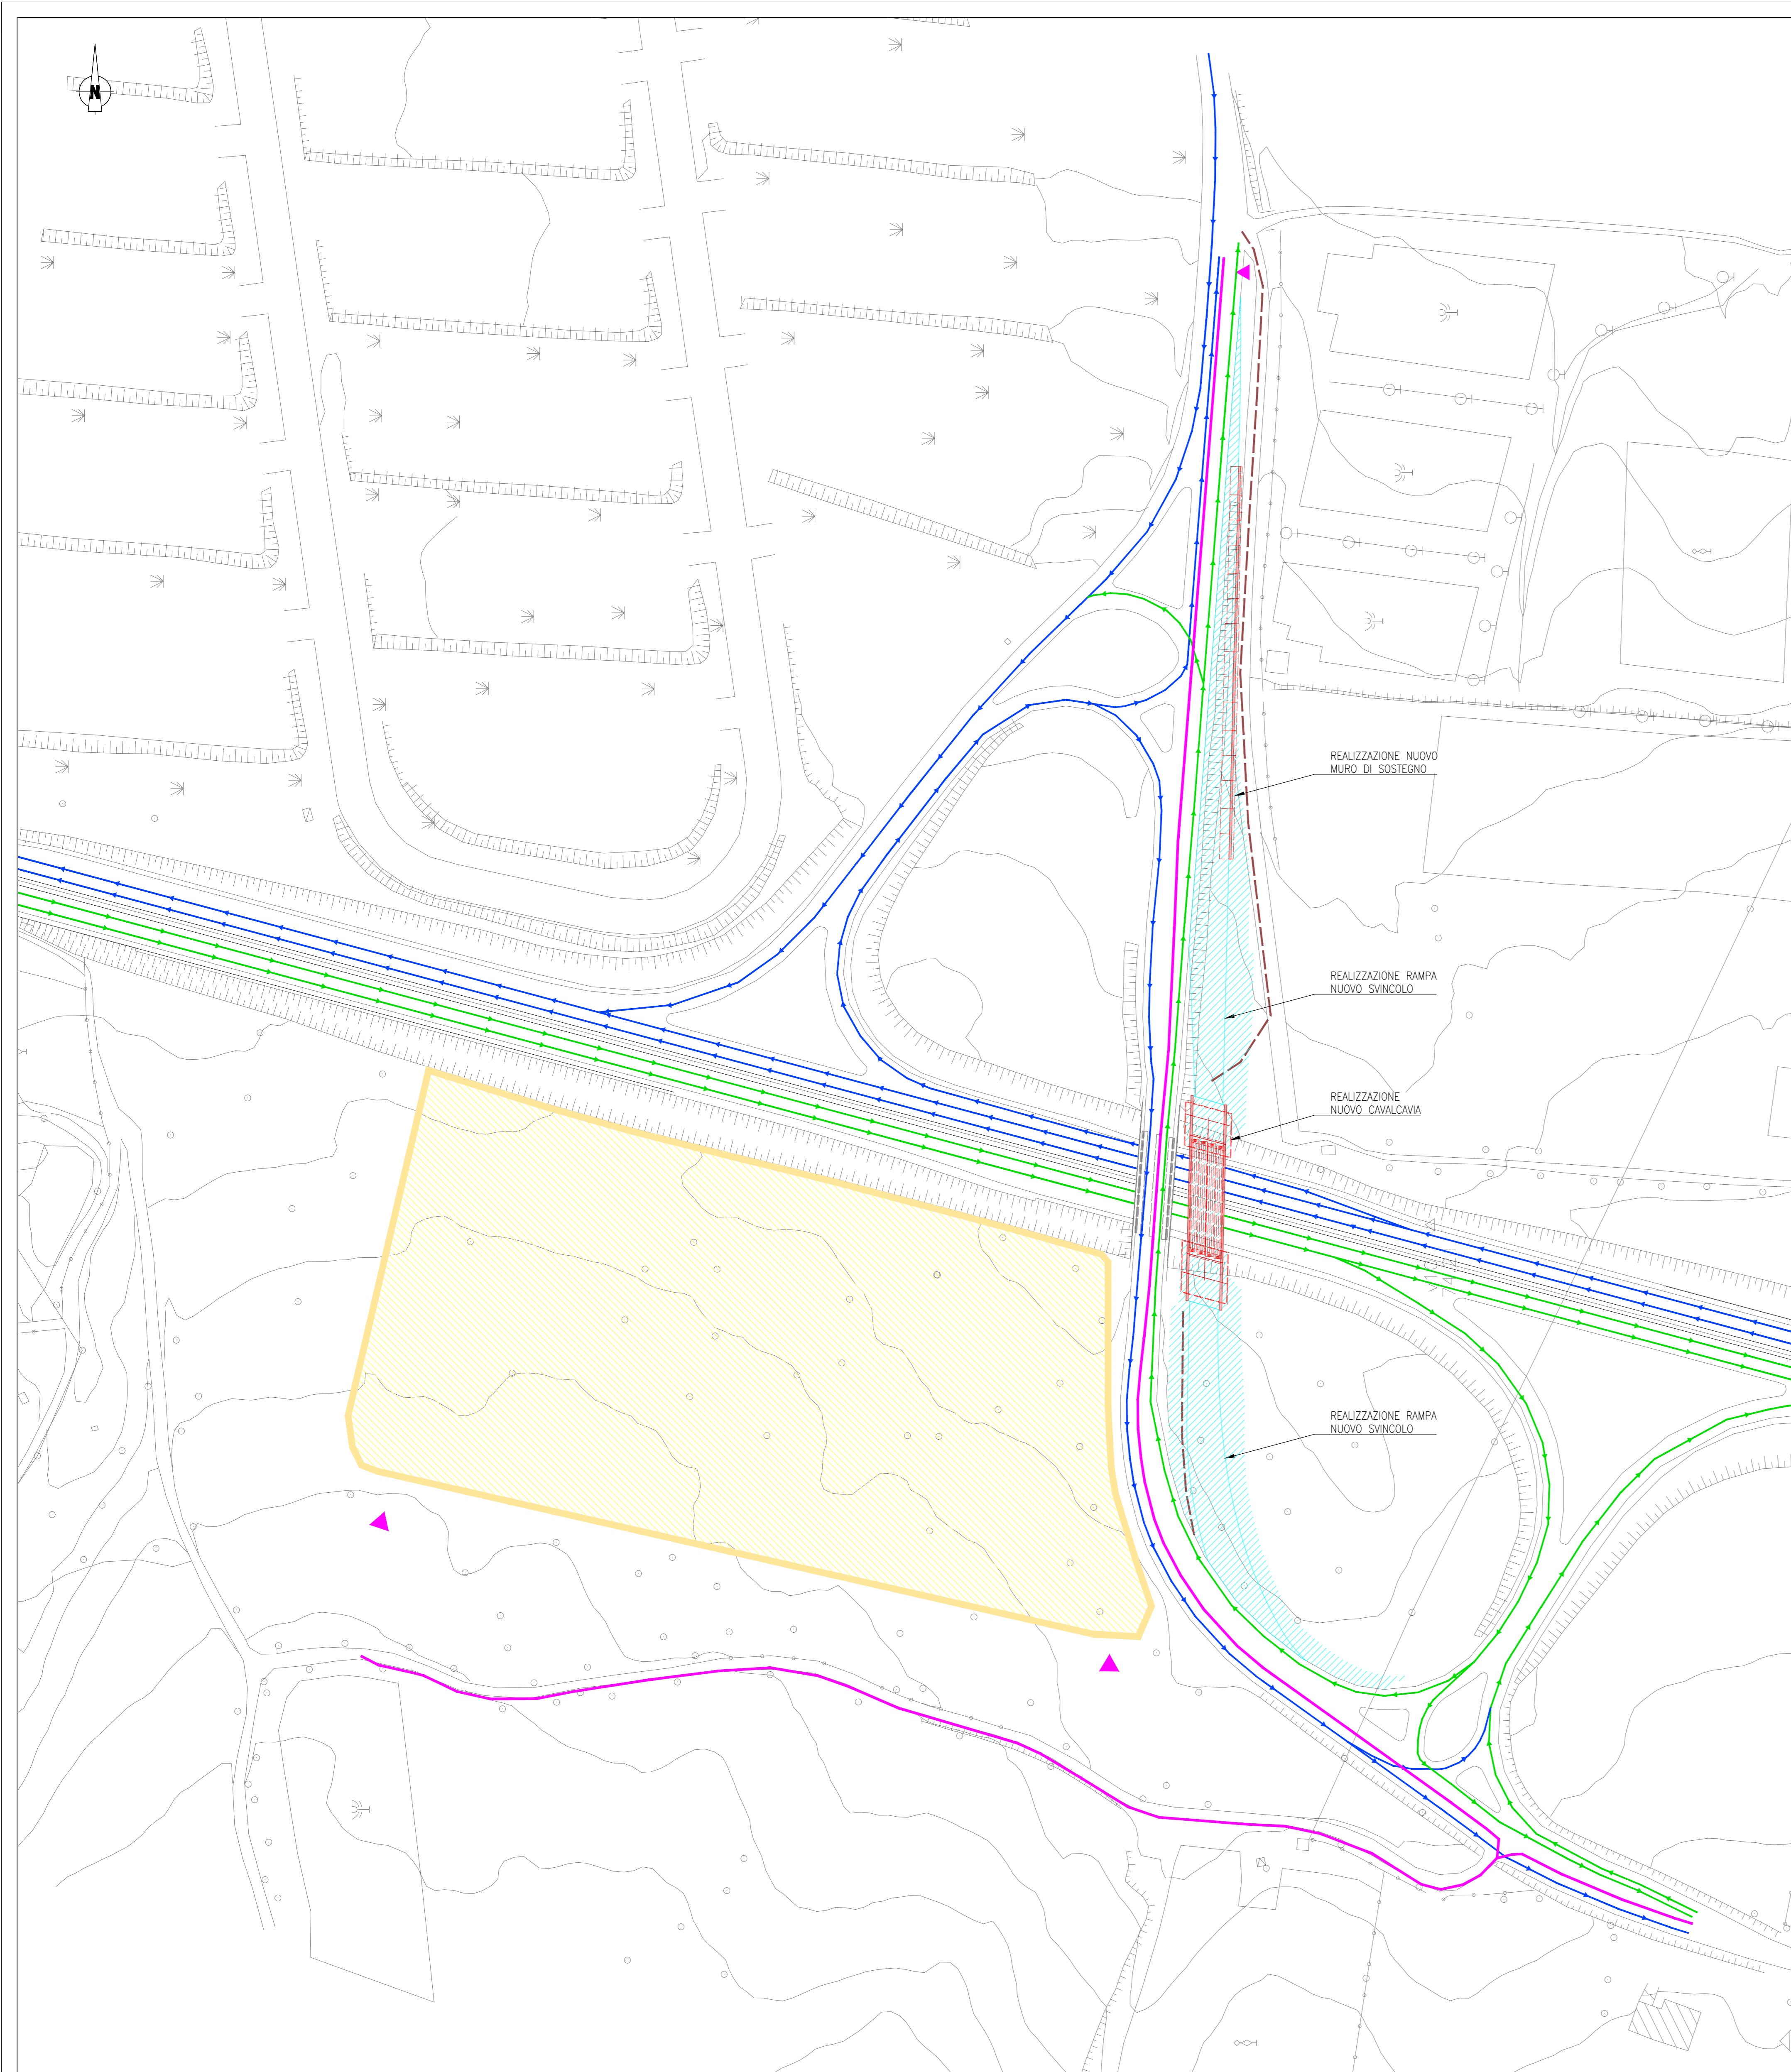 N
REALIZZAZIONE NUOVO
MURO DI SOSTEGNO
REALIZZAZIONE RAMPA
NUOVO SVINCOLO
REALIZZAZIONE
NUOVO CAVALCAVIA
REALIZZAZIONE RAMPA
NUOVO SVINCOLO